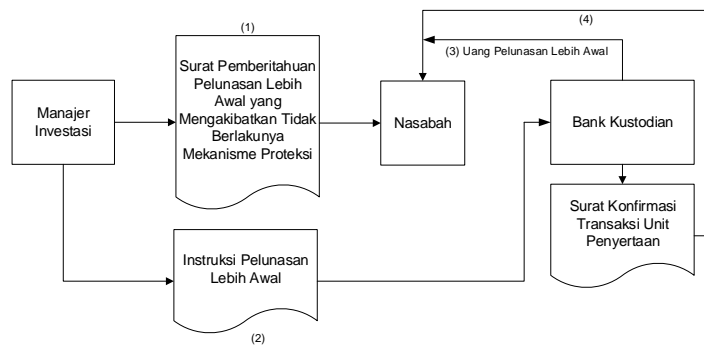 (1)
(4)
Surat Pemberitahuan
Pelunasan Lebih
Awal yang
Mengakibatkan Tidak
Berlakunya
Mekanisme Proteksi
(3) Uang Pelunasan Lebih Awal
Manajer
Investasi
Nasabah
Bank Kustodian
Surat Konfirmasi
Transaksi Unit
Penyertaan
Instruksi Pelunasan
Lebih Awal
(2)